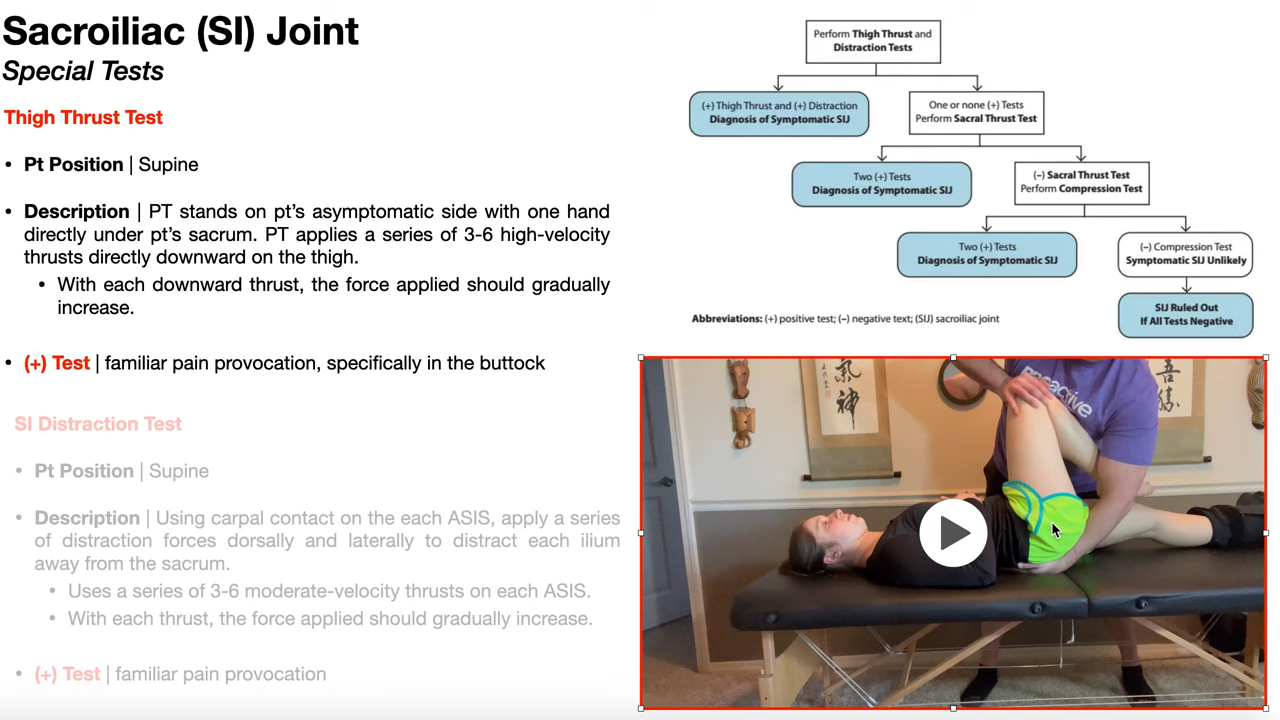 Sacroiliac (SI) Joint
Special Tests
Thigh Thrust Test
• Pt Position | Supine
• Description | PT stands on pt's asymptomatic side with one hand
directly under pt's sacrum. PT applies a series of 3-6 high-velocity
thrusts directly downward on the thigh.
• With each downward thrust, the force applied should gradually
increase.
• (+) Test | familiar pain provocation, specifically in the buttock
SI Distraction Test
• Pt Position | Supine
• Description | Using carpal contact on the each ASIS, apply a series
of distraction forces dorsally and laterally to distract each ilium
away from the sacrum.
• Uses a series of 3-6 moderate-velocity thrusts on each ASIS.
• With each thrust, the force applied should gradually increase.
• (+) Test | familiar pain provocation
Perform Thigh Thrust and
Distraction Tests
(+) Thigh Thrust and (+) Distraction
Diagnosis of Symptomatic SIJ
One or none (+) Tests
Perform Sacral Thrust Test
Two (+) Tests
Diagnosis of Symptomatic SIJ
(–) Sacral Thrust Test
Perform Compression Test
Two (+) Tests
Diagnosis of Symptomatic SIJ
(–) Compression Test
Symptomatic SIJ Unlikely
SIJ Ruled Out
If All Tests Negative
Abbreviations: (+) positive test; (–) negative text; (SIJ) sacroiliac joint
氣
神